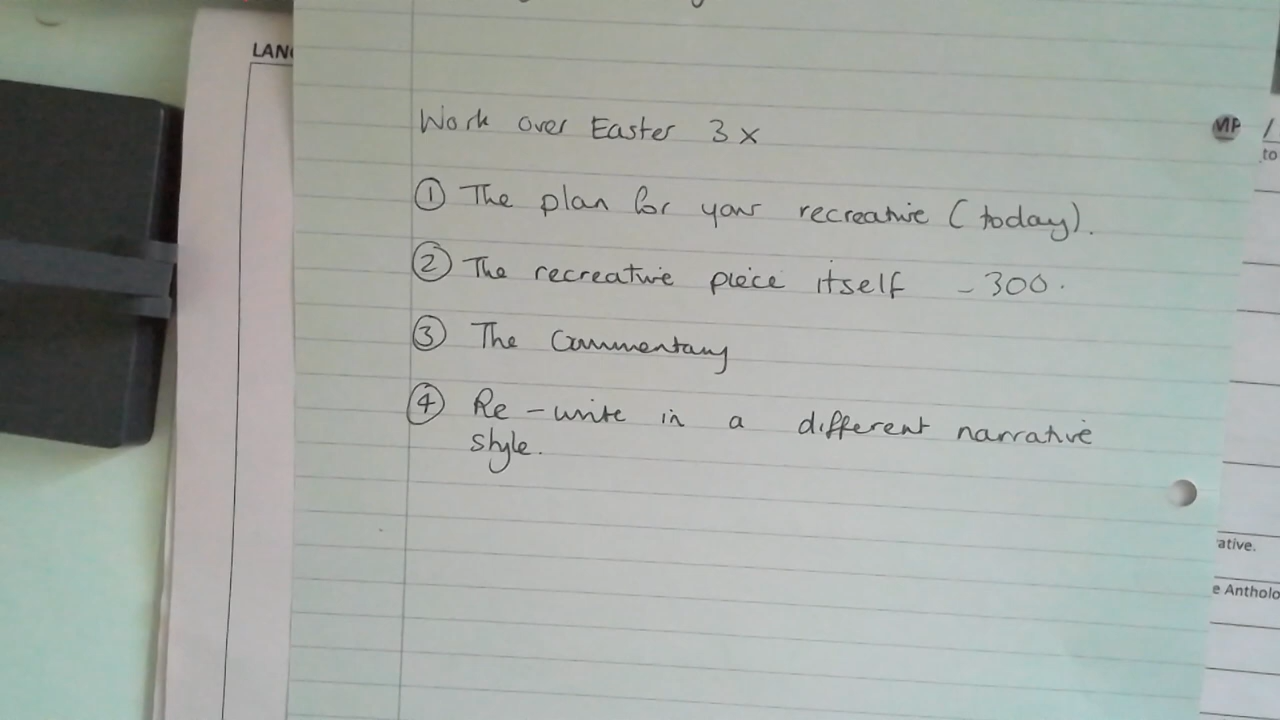 LAN
Work over Easter 3x
① The plan for your recreative (today).
② The recreative piece itself - 300.
③ The Commentary
④ Re-write in a different narrative
style.
to
ative.
e Antholo